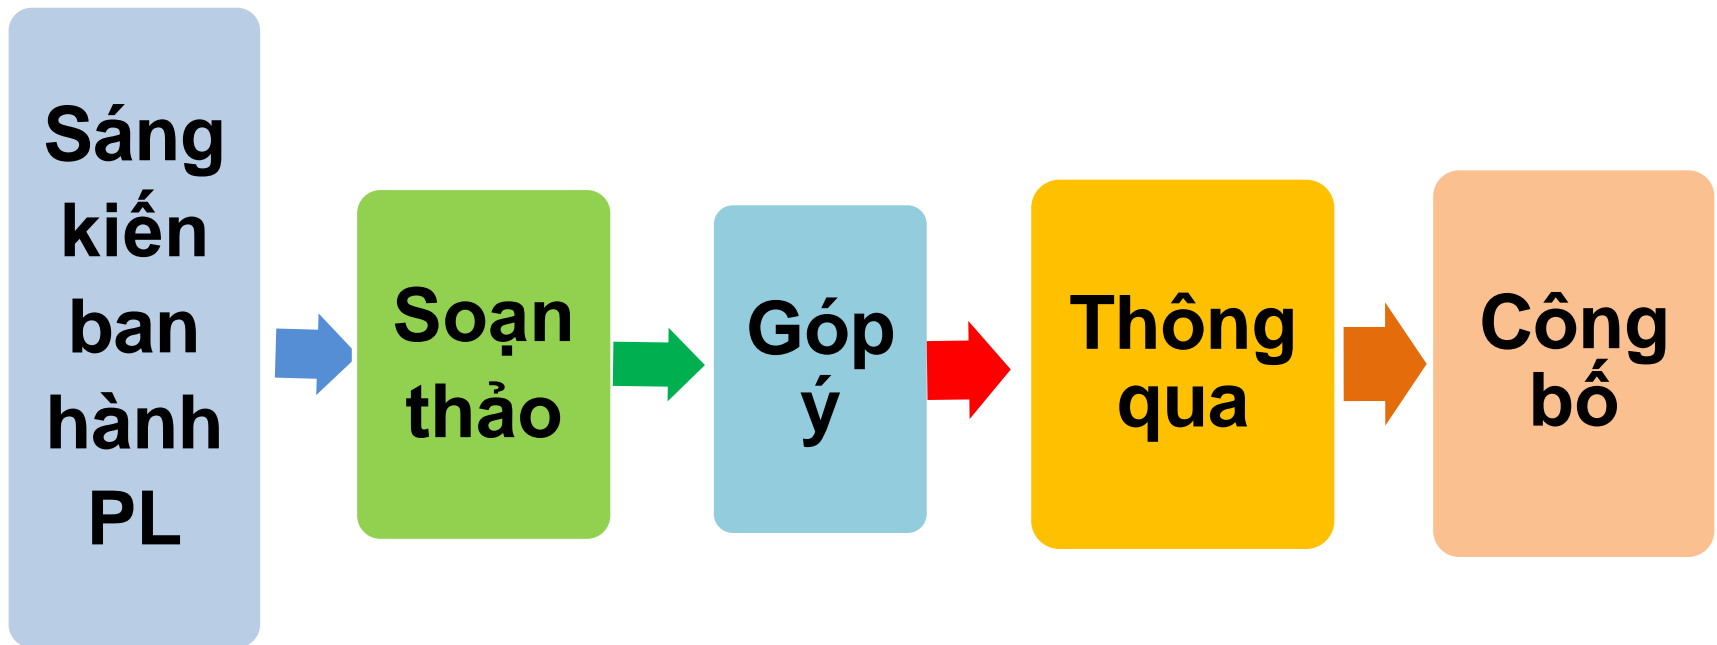 Sáng
kiến
ban
hành
PL
Soạn
thảo
Góp
ý
Thông
qua
Công
bố